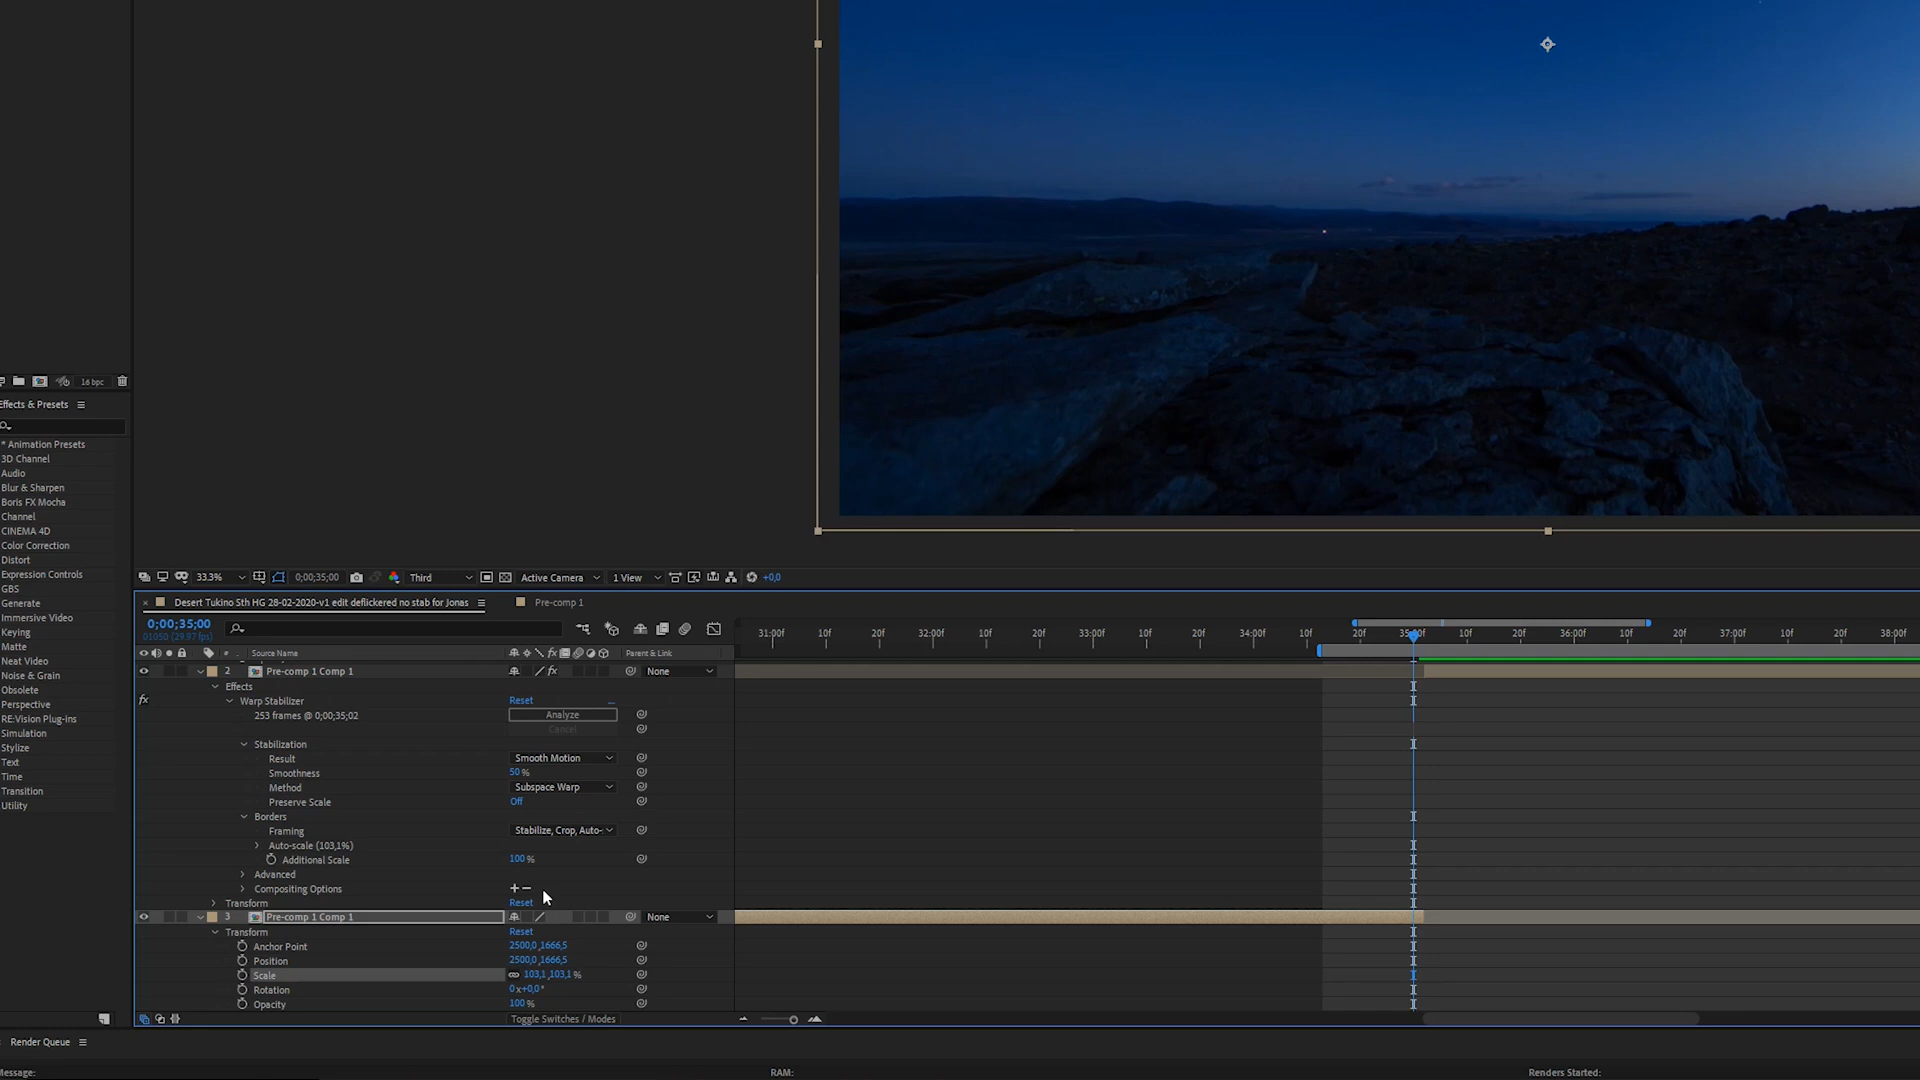 16 bpc
Effects & Presets
* Animation Presets
3D Channel
Audio
Blur & Sharpen
Boris FX Mocha
Channel
CINEMA 4D
Color Correction
Distort
Expression Controls
GBS
Generate
Immersive Video
Keying
Matte
Neat Video
Noise & Grain
Obsolete
Perspective
RE:Vision Plug-ins
Simulation
Stylize
Text
Time
Transition
Utility
33.3% 0;00;35;00 Third Active Camera 1 View +0,0
Desert Tukino Sth HG 28-02-2020-v1 edit deflickered no stab for Jonas Pre-comp 1
0;00;35;00
01050 (29.97 fps)
31:00f 10f 20f 32:00f 10f 20f 33:00f 10f 20f 34:00f 10f 20f 35:00f 10f 20f 36:00f 10f 20f 37:00f 10f 20f 38:00f
# Source Name fx Parent & Link
2 Pre-comp 1 Comp 1 fx None
Effects
fx Warp Stabilizer Reset ...
253 frames @ 0;00;35;02 Analyze
Cancel
Stabilization
Result Smooth Motion
Smoothness 50 %
Method Subspace Warp
Preserve Scale Off
Borders
Framing Stabilize, Crop, Auto-
Auto-scale (103,1%)
Additional Scale 100 %
Advanced
Compositing Options + −
Transform Reset
3 Pre-comp 1 Comp 1 None
Transform Reset
Anchor Point 2500,0 ,1666,5
Position 2500,0 ,1666,5
Scale 103,1 ,103,1 %
Rotation 0 x+0,0 °
Opacity 100 %
Toggle Switches / Modes
Render Queue
Message: RAM: Renders Started: